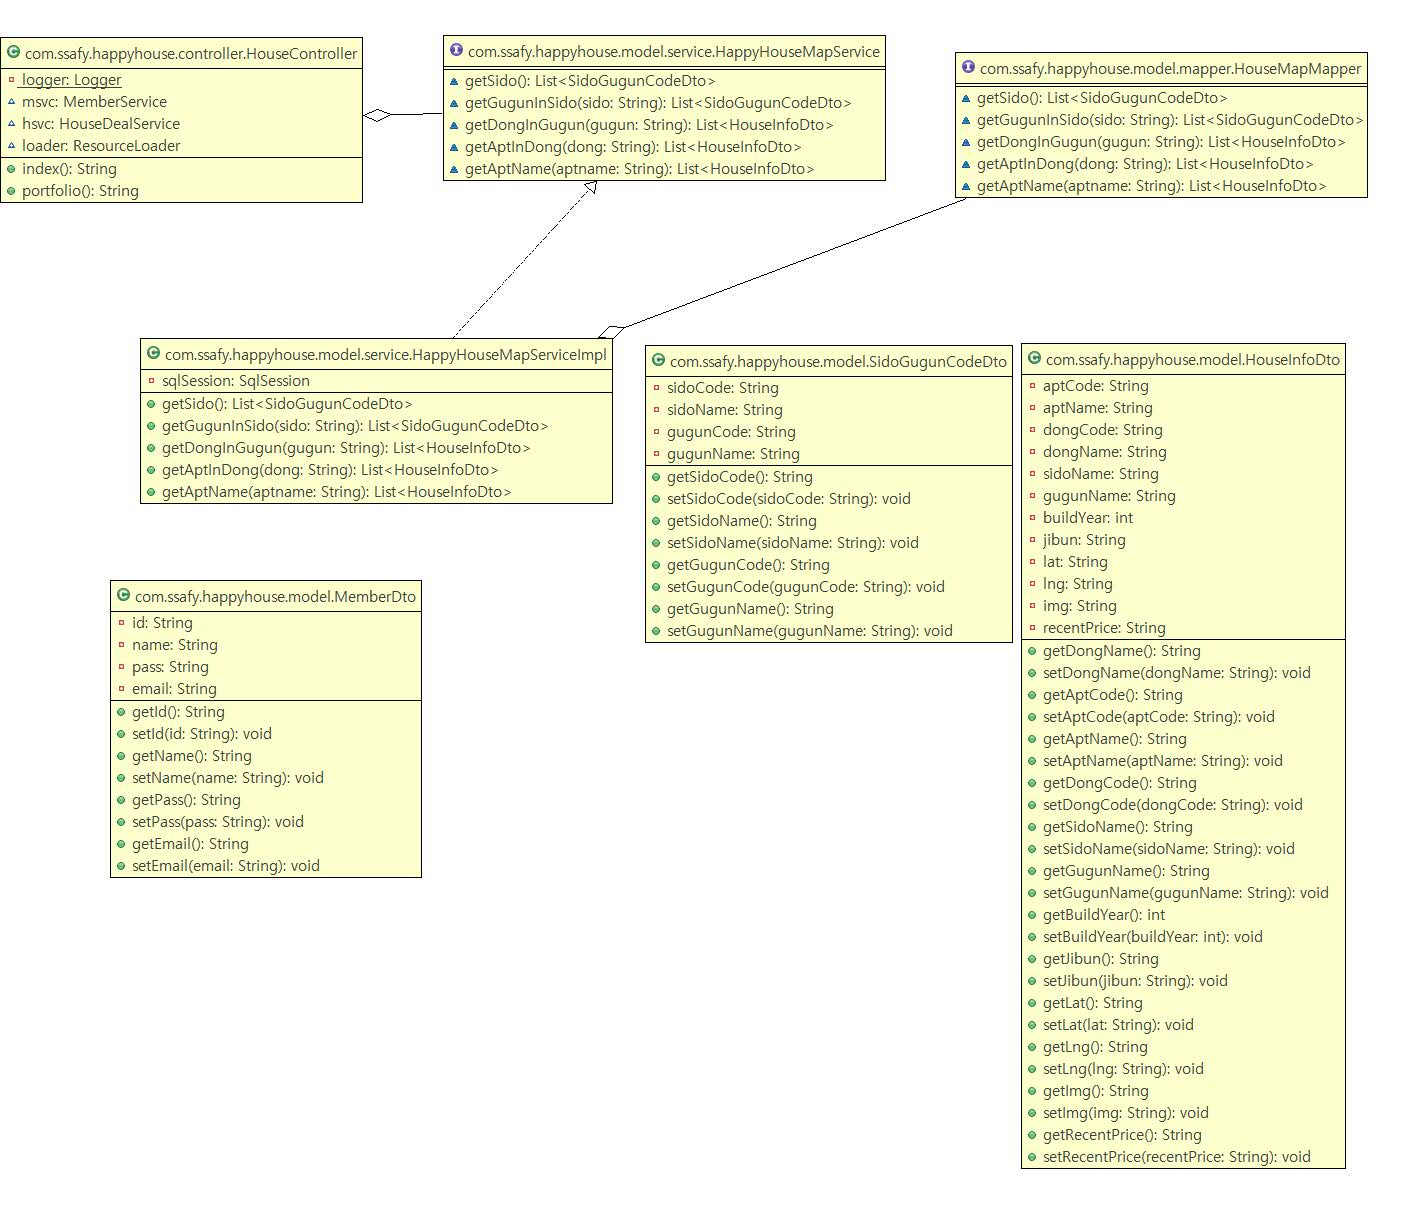 com.ssafy.happyhouse.controller.HouseController
logger: Logger
msvc: MemberService
hsvc: HouseDealService
loader: ResourceLoader
index(): String
portfolio(): String
com.ssafy.happyhouse.model.service.HappyHouseMapService
getSido(): List<SidoGugunCodeDto>
getGugunInSido(sido: String): List<SidoGugunCodeDto>
getDongInGugun(gugun: String): List<HouseInfoDto>
getAptInDong(dong: String): List<HouseInfoDto>
getAptName(aptname: String): List<HouseInfoDto>
com.ssafy.happyhouse.model.mapper.HouseMapMapper
getSido(): List<SidoGugunCodeDto>
getGugunInSido(sido: String): List<SidoGugunCodeDto>
getDongInGugun(gugun: String): List<HouseInfoDto>
getAptInDong(dong: String): List<HouseInfoDto>
getAptName(aptname: String): List<HouseInfoDto>
com.ssafy.happyhouse.model.service.HappyHouseMapServiceImpl
sqlSession: SqlSession
getSido(): List<SidoGugunCodeDto>
getGugunInSido(sido: String): List<SidoGugunCodeDto>
getDongInGugun(gugun: String): List<HouseInfoDto>
getAptInDong(dong: String): List<HouseInfoDto>
getAptName(aptname: String): List<HouseInfoDto>
com.ssafy.happyhouse.model.SidoGugunCodeDto
sidoCode: String
sidoName: String
gugunCode: String
gugunName: String
getSidoCode(): String
setSidoCode(sidoCode: String): void
getSidoName(): String
setSidoName(sidoName: String): void
getGugunCode(): String
setGugunCode(gugunCode: String): void
getGugunName(): String
setGugunName(gugunName: String): void
com.ssafy.happyhouse.model.HouseInfoDto
aptCode: String
aptName: String
dongCode: String
dongName: String
sidoName: String
gugunName: String
buildYear: int
jibun: String
lat: String
lng: String
img: String
recentPrice: String
getDongName(): String
setDongName(dongName: String): void
getAptCode(): String
setAptCode(aptCode: String): void
getAptName(): String
setAptName(aptName: String): void
getDongCode(): String
setDongCode(dongCode: String): void
getSidoName(): String
setSidoName(sidoName: String): void
getGugunName(): String
setGugunName(gugunName: String): void
getBuildYear(): int
setBuildYear(buildYear: int): void
getJibun(): String
setJibun(jibun: String): void
getLat(): String
setLat(lat: String): void
getLng(): String
setLng(lng: String): void
getImg(): String
setImg(img: String): void
getRecentPrice(): String
setRecentPrice(recentPrice: String): void
com.ssafy.happyhouse.model.MemberDto
id: String
name: String
pass: String
email: String
getId(): String
setId(id: String): void
getName(): String
setName(name: String): void
getPass(): String
setPass(pass: String): void
getEmail(): String
setEmail(email: String): void